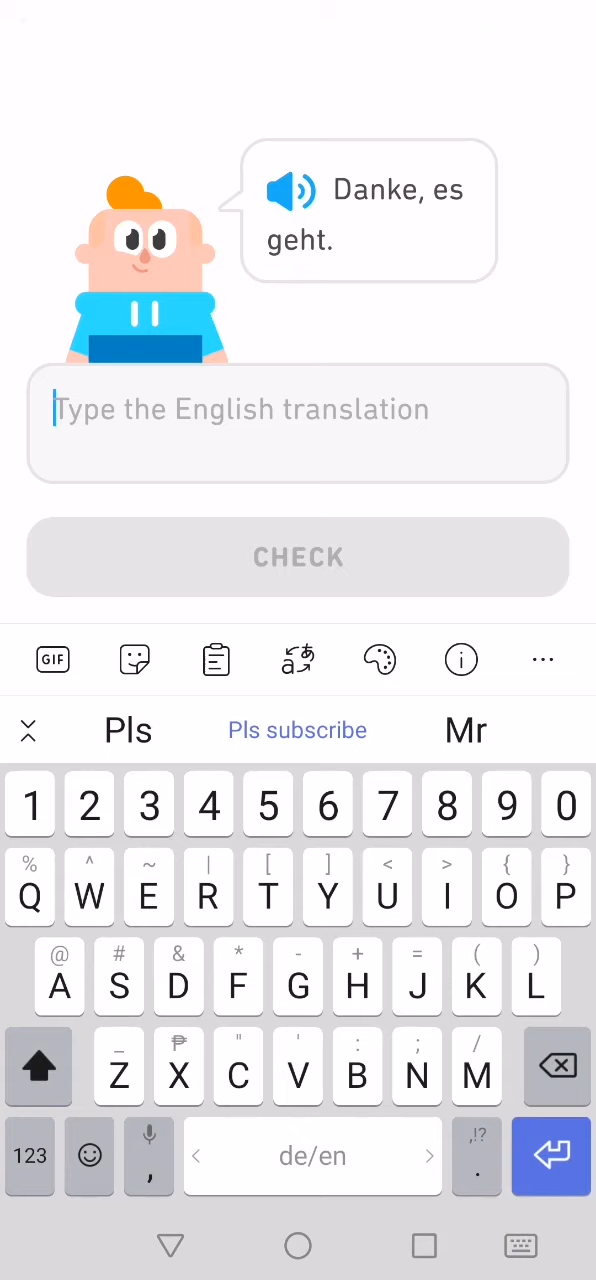 Danke, es
geht.
Type the English translation
CHECK
GIF
Pls Pls subscribe Mr
1 2 3 4 5 6 7 8 9 0
% ^ ~ | [ ] < > { }
Q W E R T Y U I O P
@ # & * - + = ( )
A S D F G H J K L
_ ₱ " ' : ; /
Z X C V B N M
,!?
123 , < de/en > .